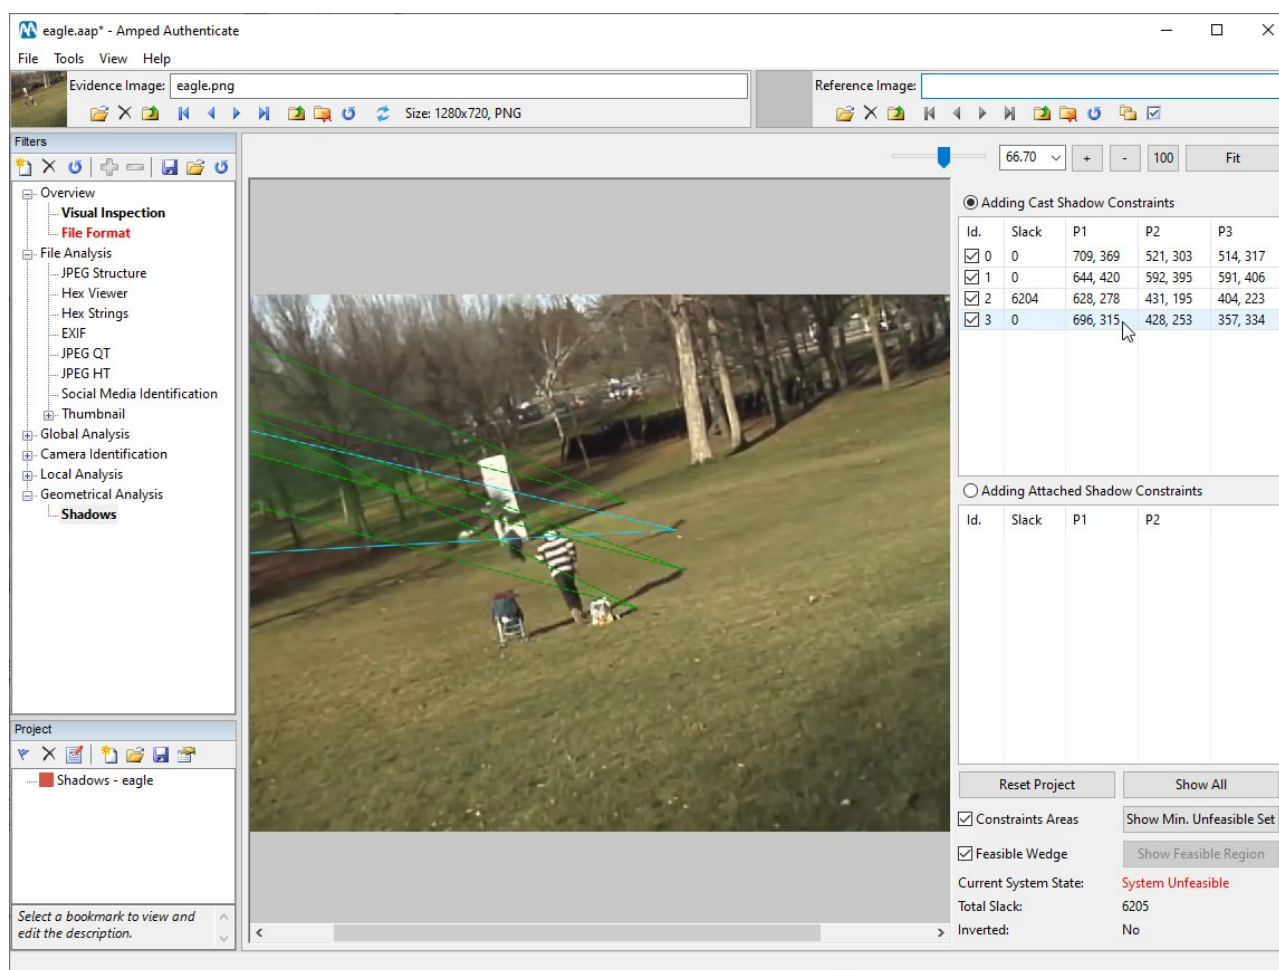 eagle.aap* - Amped Authenticate
File Tools View Help
Evidence Image: eagle.png Reference Image:
Size: 1280x720, PNG
Filters
66.70 + - 100 Fit
Overview
Visual Inspection
File Format
File Analysis
JPEG Structure
Hex Viewer
Hex Strings
EXIF
JPEG QT
JPEG HT
Social Media Identification
Thumbnail
Global Analysis
Camera Identification
Local Analysis
Geometrical Analysis
Shadows
Adding Cast Shadow Constraints
Id. Slack P1 P2 P3
0 0 709, 369 521, 303 514, 317
1 0 644, 420 592, 395 591, 406
2 6204 628, 278 431, 195 404, 223
3 0 696, 315 428, 253 357, 334
Adding Attached Shadow Constraints
Id. Slack P1 P2
Project
Shadows - eagle
Select a bookmark to view and
edit the description.
Reset Project Show All
Constraints Areas Show Min. Unfeasible Set
Feasible Wedge Show Feasible Region
Current System State: System Unfeasible
Total Slack: 6205
Inverted: No